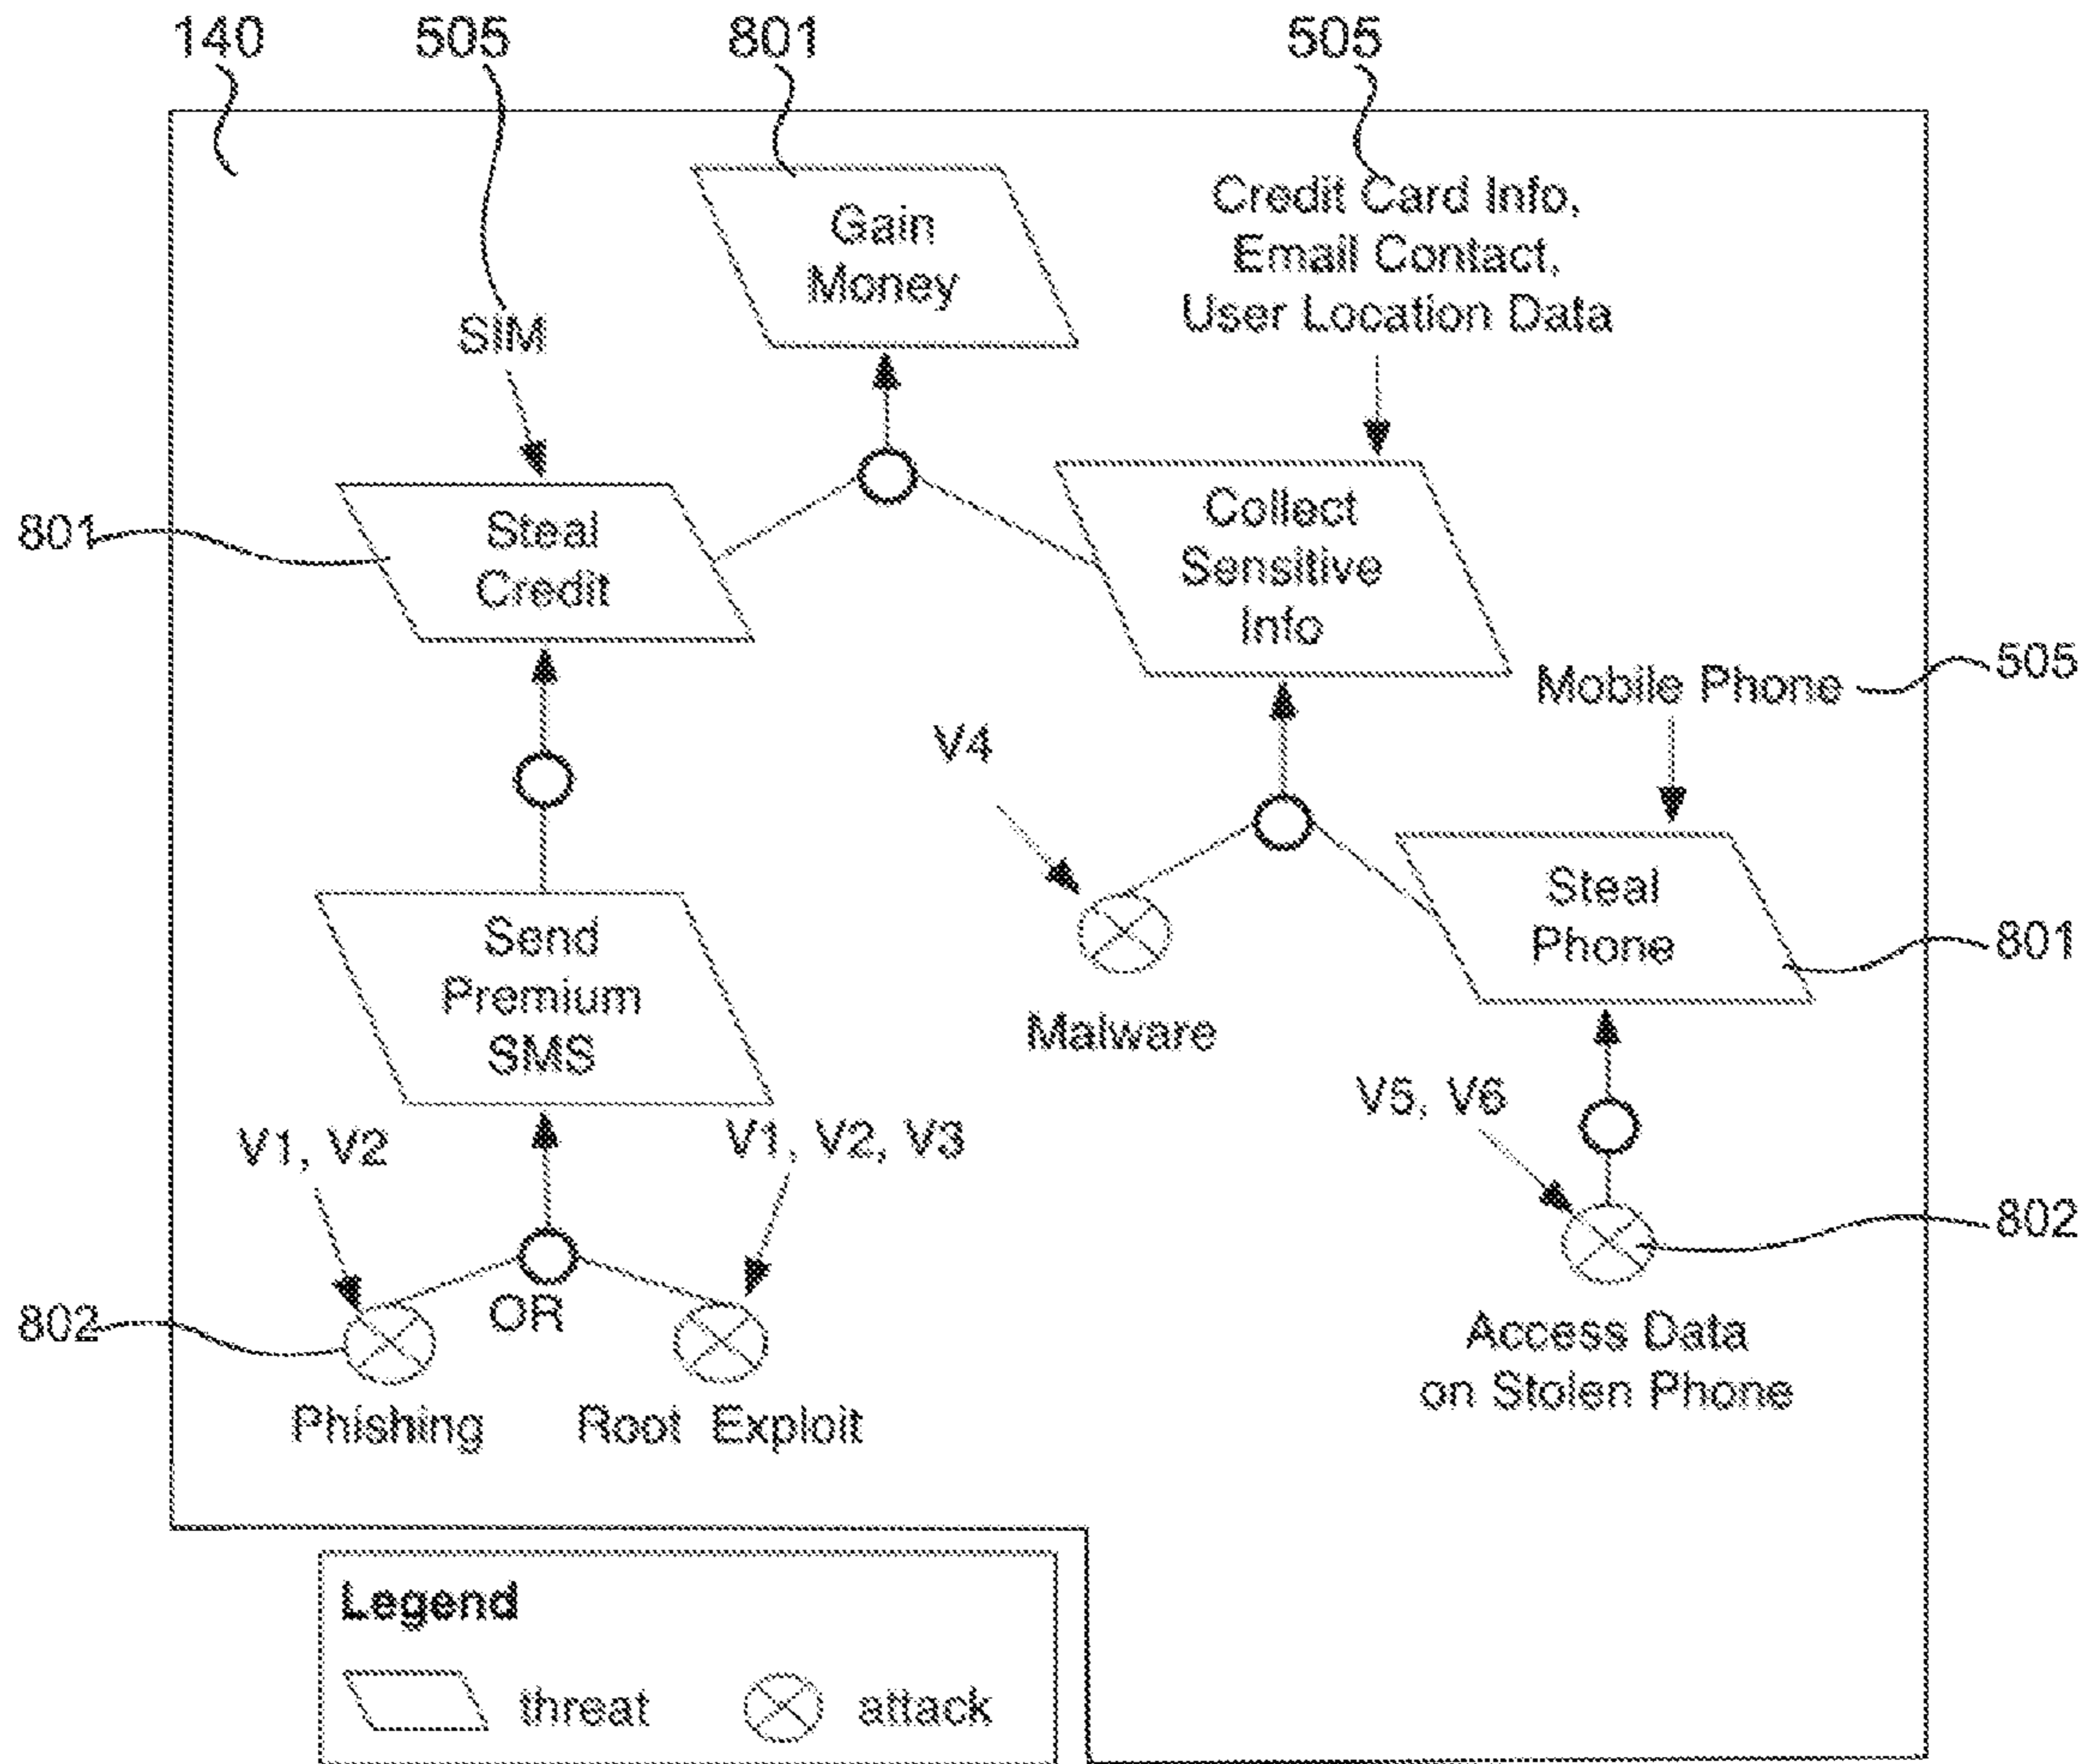 140
505
801
505
Gain
Money
Credit Card Info,
Email Contact,
User Location Data
SIM
801
Steal
Credit
Collect
Sensitive
Info
Mobile Phone
505
V4
Send
Premium
SMS
Steal
Phone
801
Malware
V1, V2
V1, V2, V3
V5, V6
802
802
OR
Phishing
Root Exploit
Access Data
on Stolen Phone
Legend
threat
attack